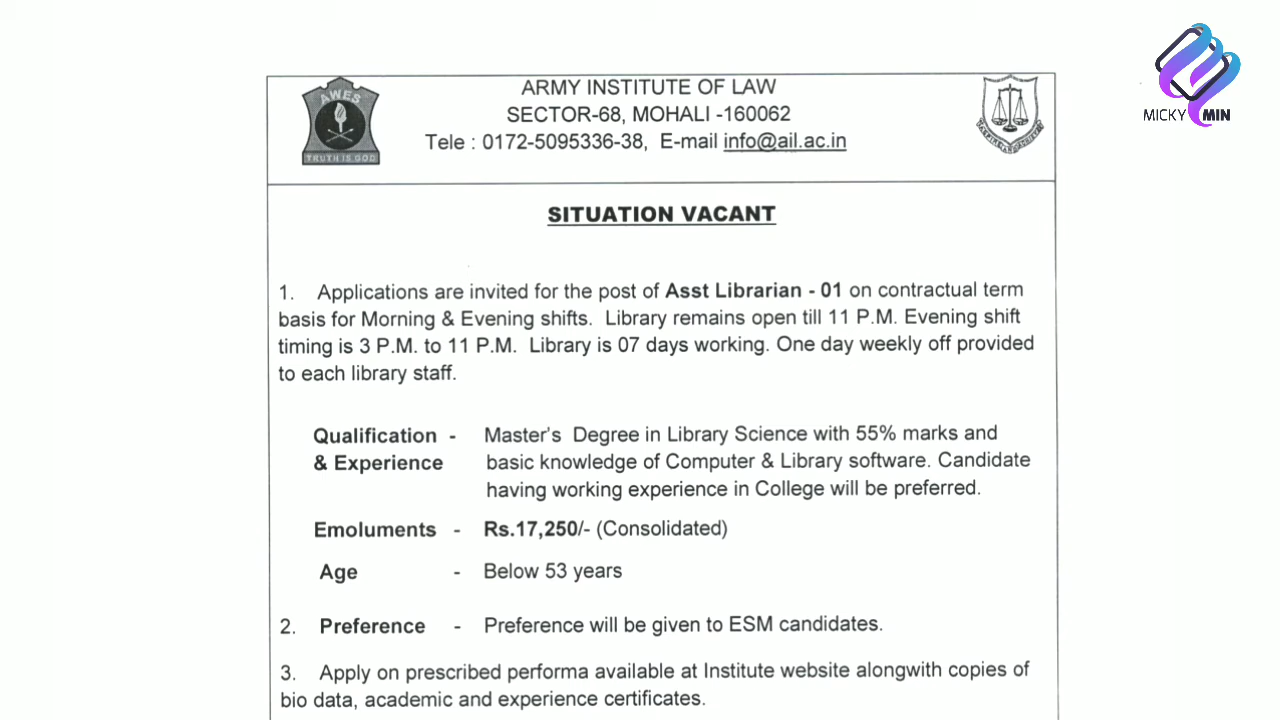 ARMY INSTITUTE OF LAW
SECTOR-68, MOHALI -160062
Tele : 0172-5095336-38, E-mail info@ail.ac.in
AWES
TRUTH IS GOD
MICKY MIN
SITUATION VACANT
1. Applications are invited for the post of Asst Librarian - 01 on contractual term
basis for Morning & Evening shifts. Library remains open till 11 P.M. Evening shift
timing is 3 P.M. to 11 P.M. Library is 07 days working. One day weekly off provided
to each library staff.
Qualification - Master's Degree in Library Science with 55% marks and
& Experience basic knowledge of Computer & Library software. Candidate
having working experience in College will be preferred.
Emoluments - Rs.17,250/- (Consolidated)
Age - Below 53 years
2. Preference - Preference will be given to ESM candidates.
3. Apply on prescribed performa available at Institute website alongwith copies of
bio data, academic and experience certificates.